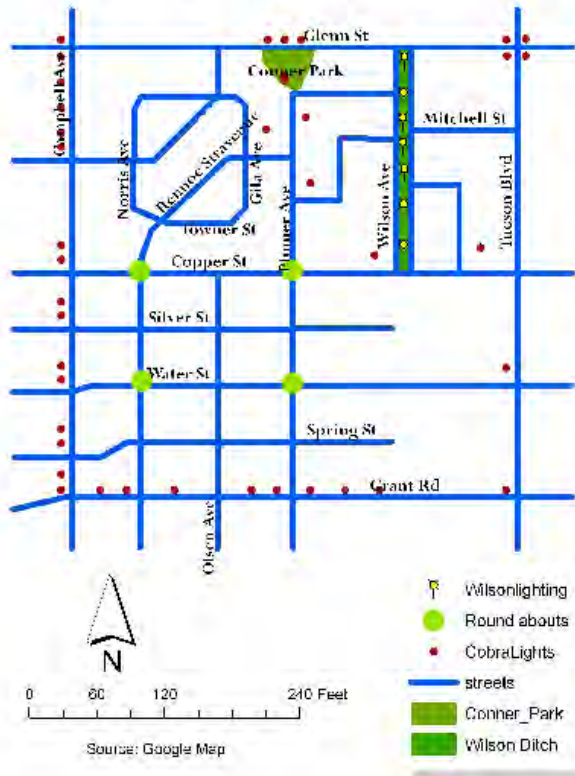 Glenn St
Campbell Ave
Conner Park
Mitchell St
Norris Ave
Rennoc Stravenue
Gila Ave
Plumer Ave
Wilson Ave
Tucson Blvd
Towner St
Copper St
Silver St
Water St
Spring St
Grant Rd
Olsen Ave
N
0 60 120 240 Feet
Source: Google Map
Wilsonlighting
Round abouts
CobraLights
streets
Conner_Park
Wilson Ditch